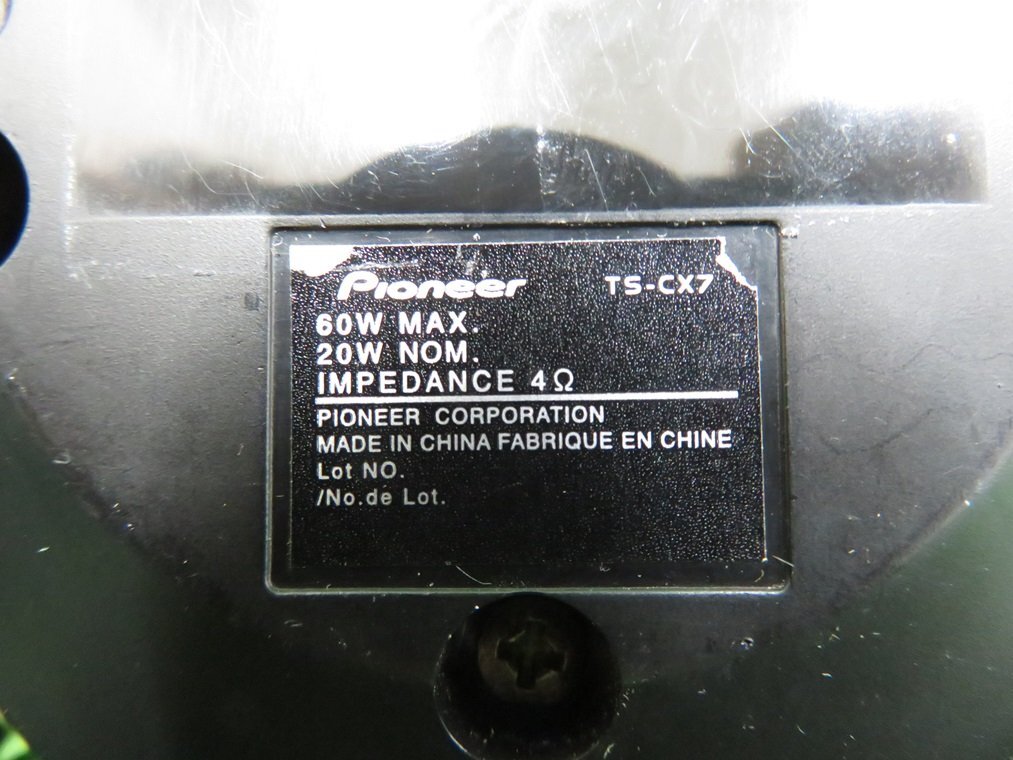 Pioneer TS-CX7
60W MAX.
20W NOM.
IMPEDANCE 4Ω
PIONEER CORPORATION
MADE IN CHINA FABRIQUE EN CHINE
Lot NO.
/No.de Lot.